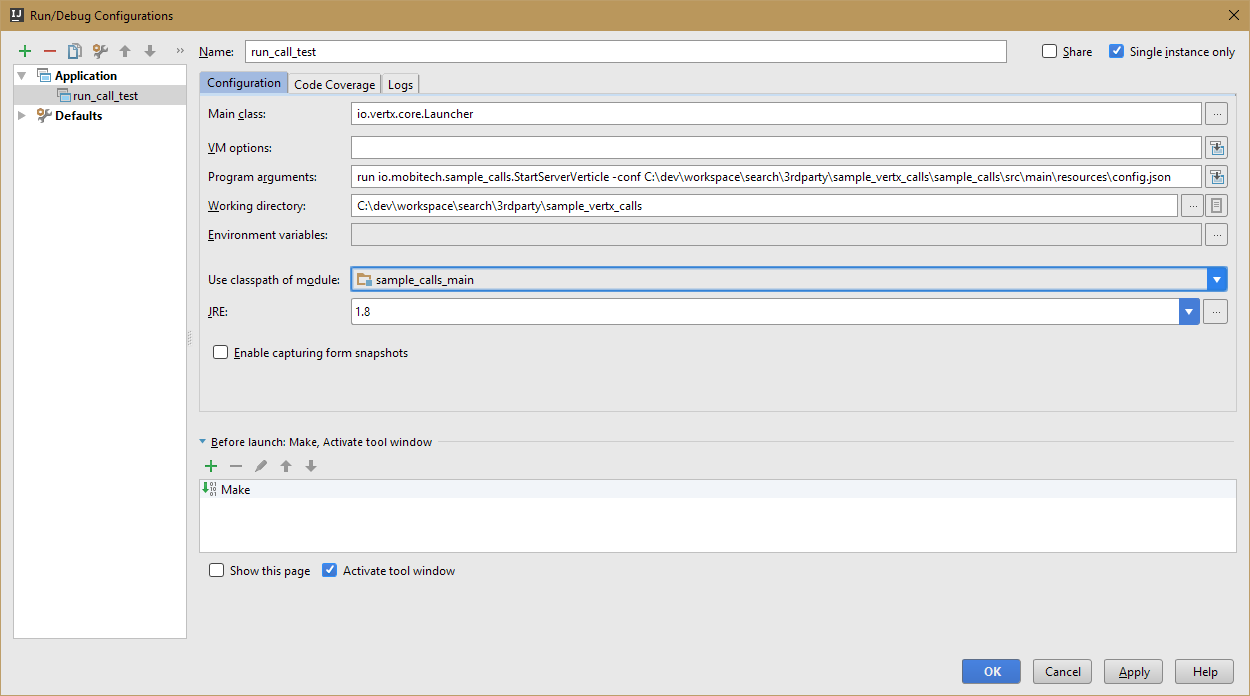 Run/Debug Configurations
Name: run_call_test Share Single instance only
Application
run_call_test
Defaults
Configuration Code Coverage Logs
Main class: io.vertx.core.Launcher ...
VM options:
Program arguments: run io.mobitech.sample_calls.StartServerVerticle -conf C:\dev\workspace\search\3rdparty\sample_vertx_calls\sample_calls\src\main\resources\config.json
Working directory: C:\dev\workspace\search\3rdparty\sample_vertx_calls ...
Environment variables: ...
Use classpath of module: sample_calls_main
JRE: 1.8 ...
Enable capturing form snapshots
Before launch: Make, Activate tool window
Make
Show this page Activate tool window
OK Cancel Apply Help